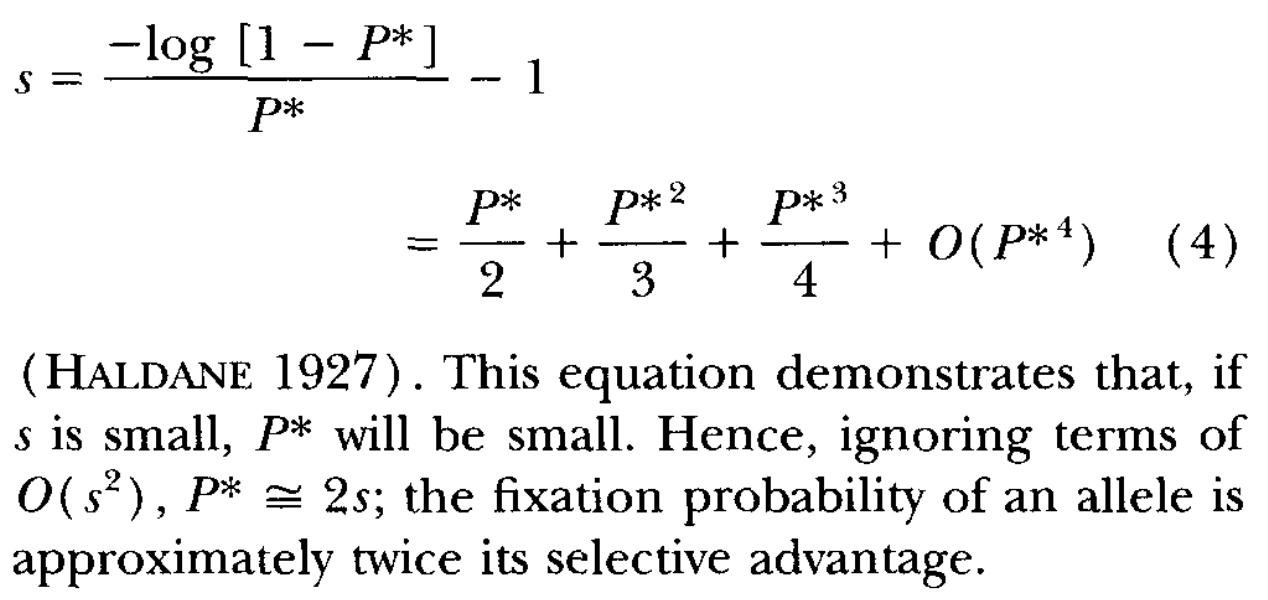 s = −log [1 − P*] / P* − 1
= P*/2 + P*²/3 + P*³/4 + O(P*⁴) (4)
(HALDANE 1927). This equation demonstrates that, if
s is small, P* will be small. Hence, ignoring terms of
O(s²), P* ≅ 2s; the fixation probability of an allele is
approximately twice its selective advantage.